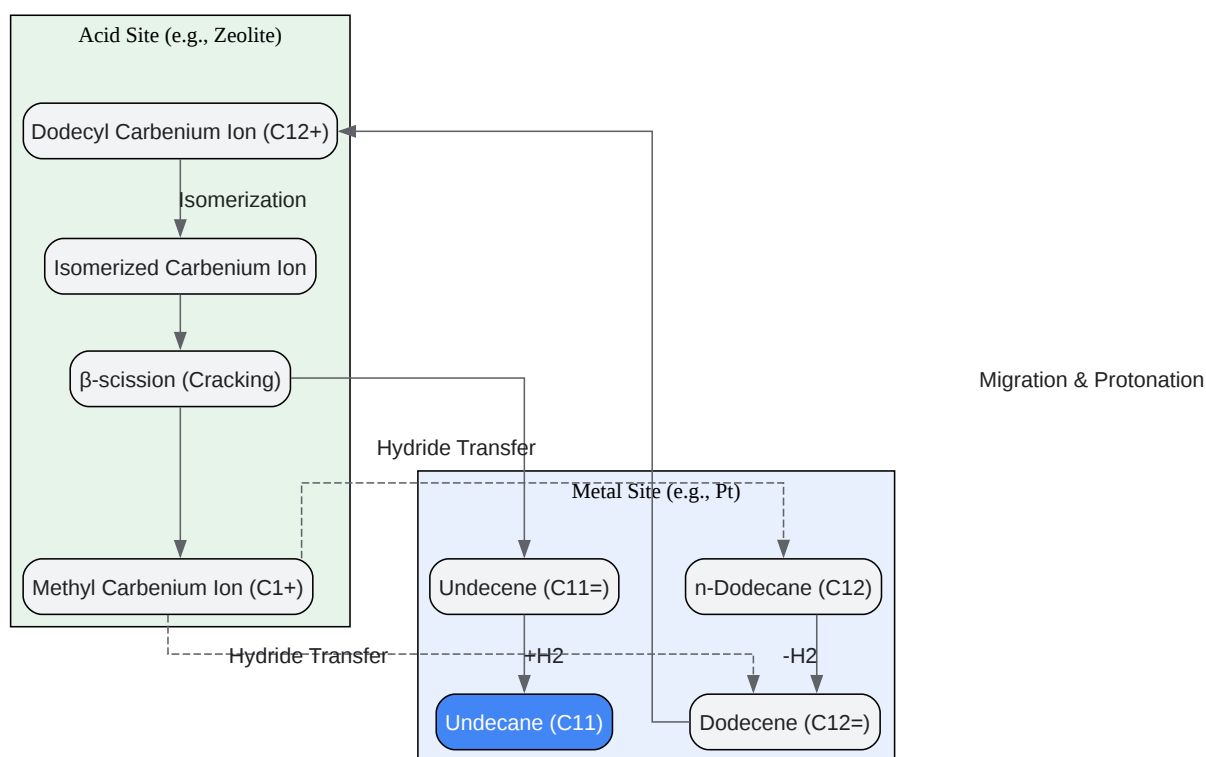 Acid Site (e.g., Zeolite)
Dodecyl Carbenium Ion (C12+)
Isomerization
Isomerized Carbenium Ion
β-scission (Cracking)
Migration & Protonation
Hydride Transfer
Metal Site (e.g., Pt)
Methyl Carbenium Ion (C1+)
Undecene (C11=)
n-Dodecane (C12)
Hydride Transfer
+H2
-H2
Undecane (C11)
Dodecene (C12=)